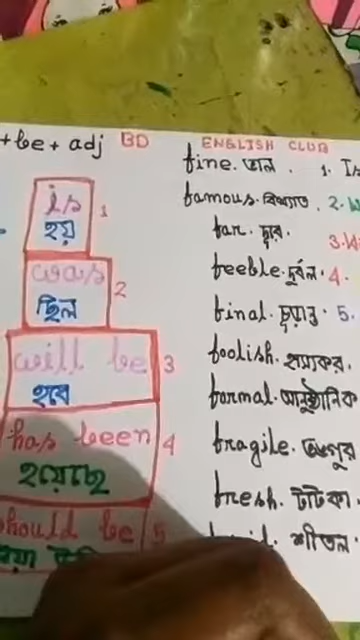 +be+ adj BD ENGLISH CLUB
is 1
হয়
was 2
ছিল
will be 3
হবে
has been 4
হয়েছে
should be 5
fine. ভাল. 1. Is
famous. বিখ্যাত. 2.
far. দূর. 3.
feeble. দুর্বল. 4.
final. চূড়ান্ত. 5.
foolish. হাস্যকর.
formal. আনুষ্ঠানিক
fragile. ভঙ্গুর
fresh. টাটকা.
শীতল.